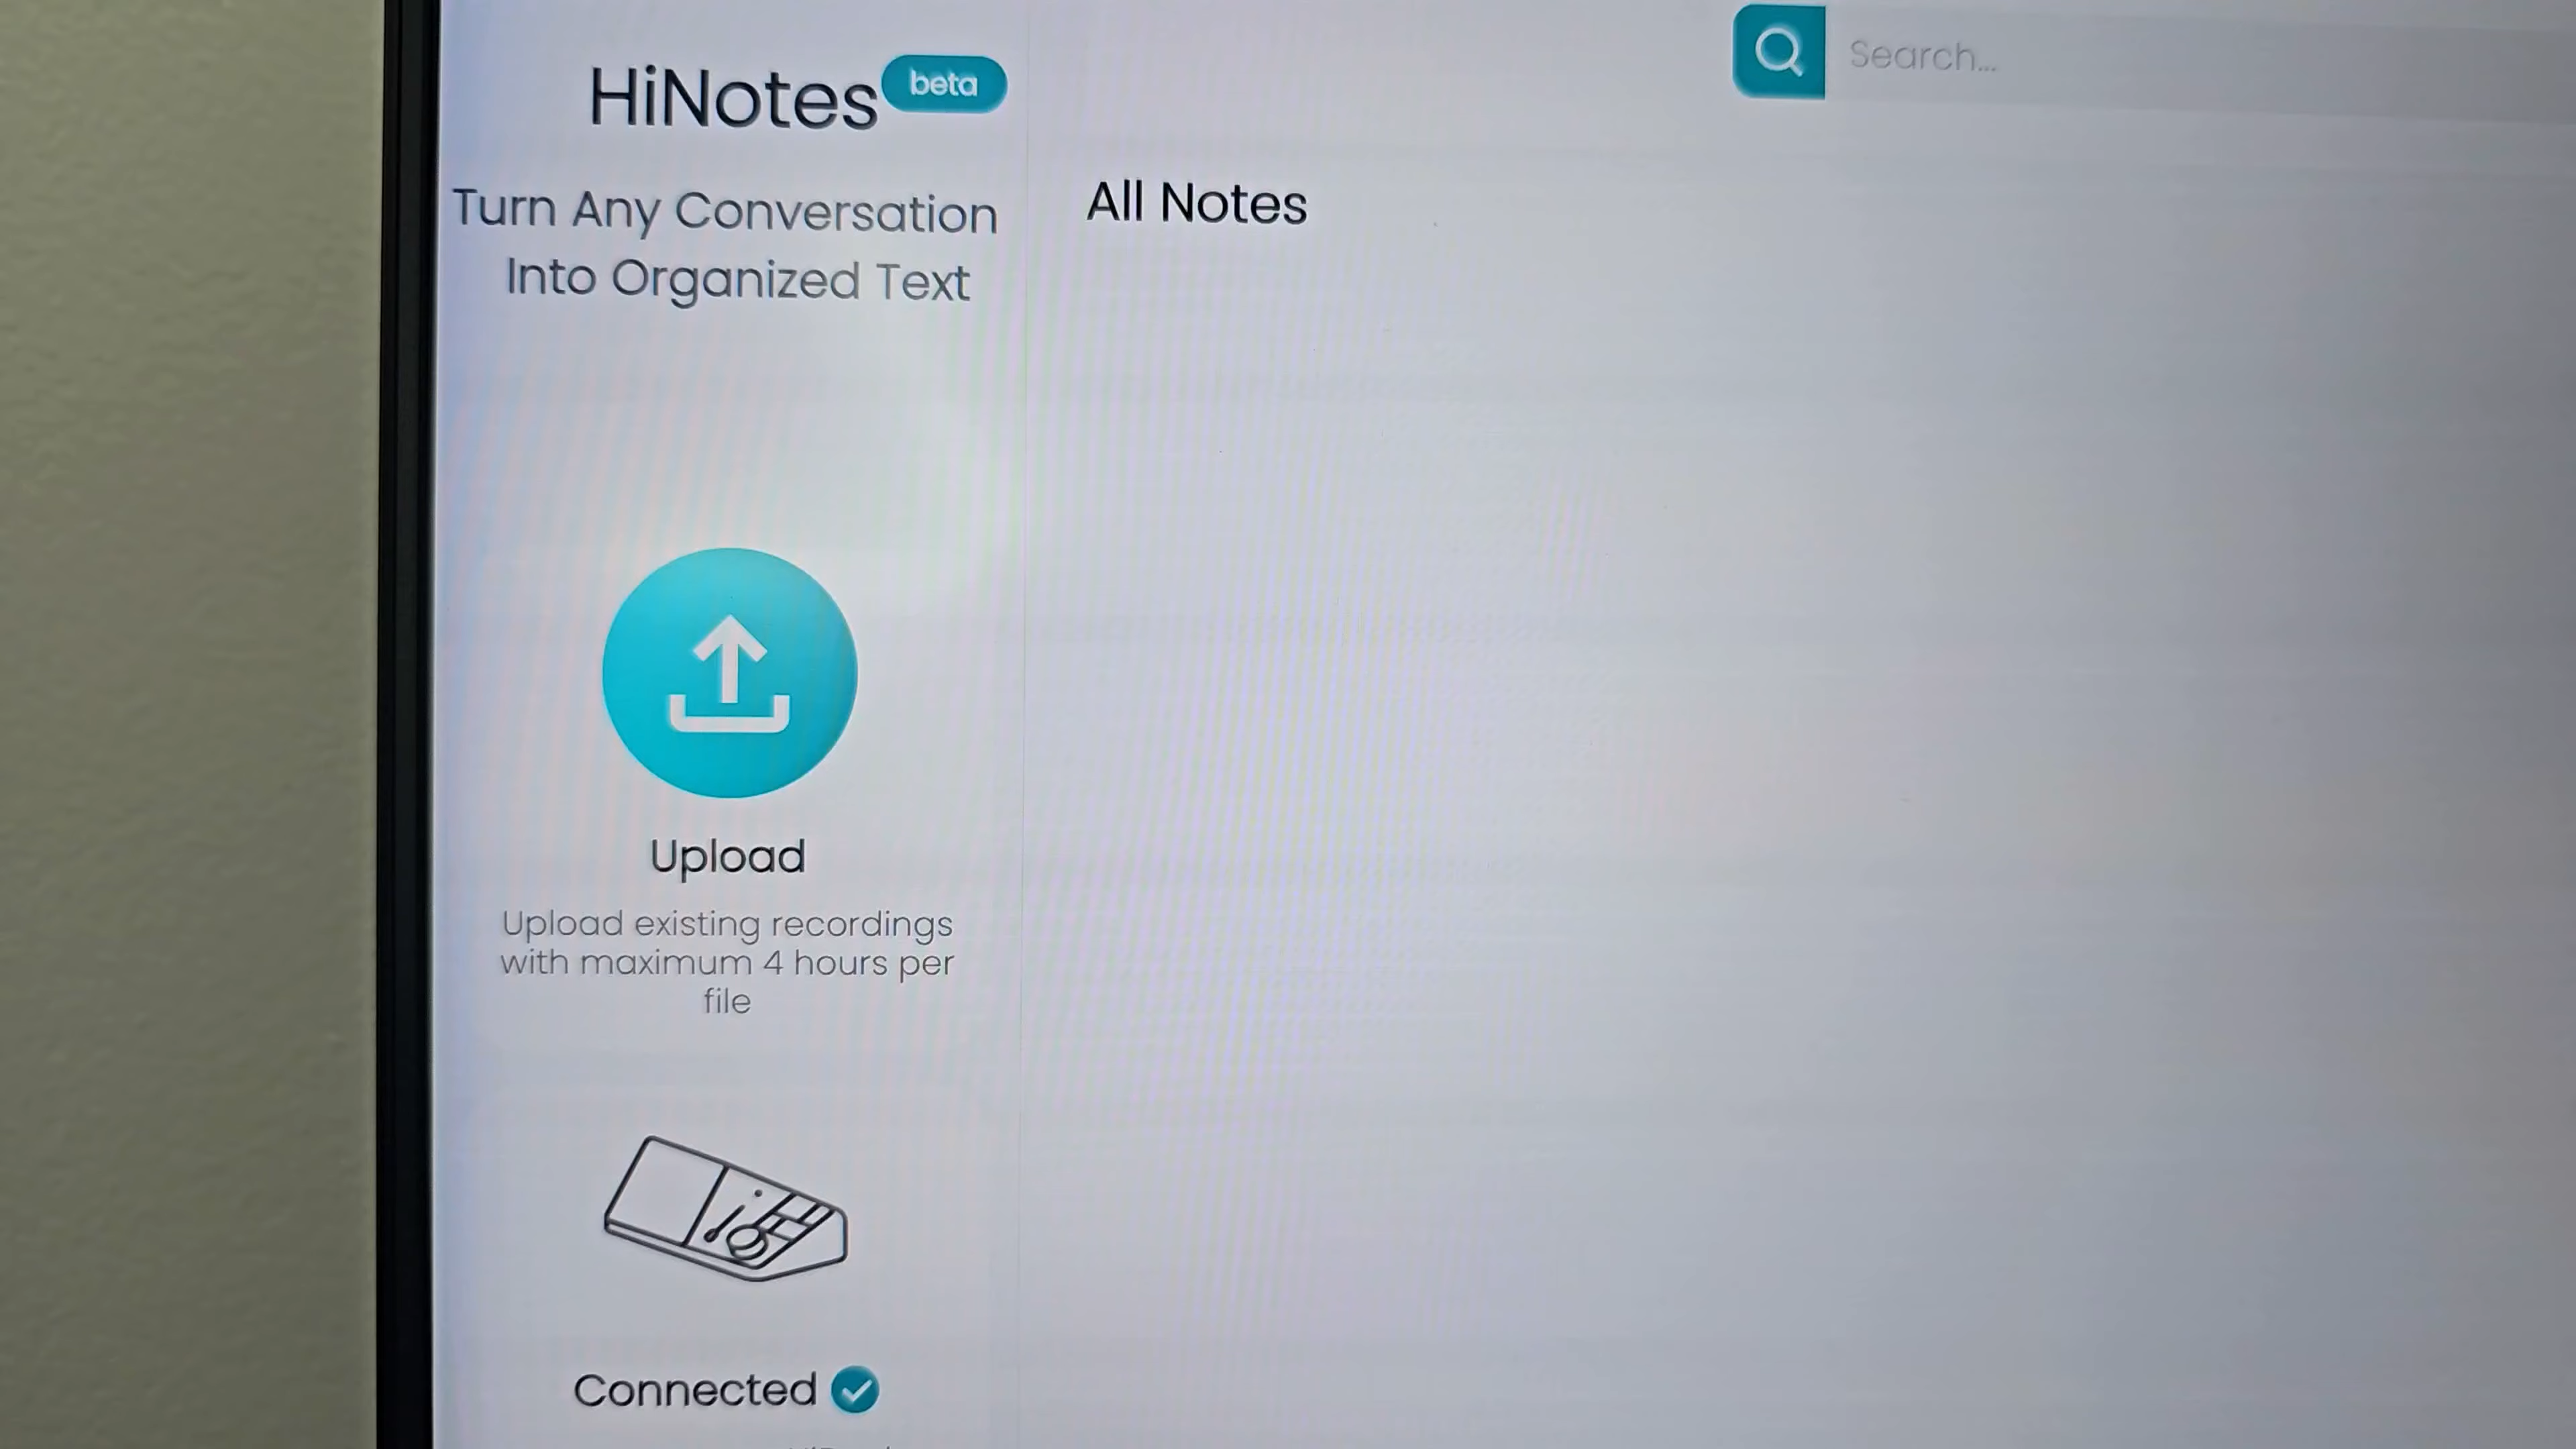 HiNotes beta
Turn Any Conversation
Into Organized Text
Upload
Upload existing recordings
with maximum 4 hours per
file
Connected
Search...
All Notes